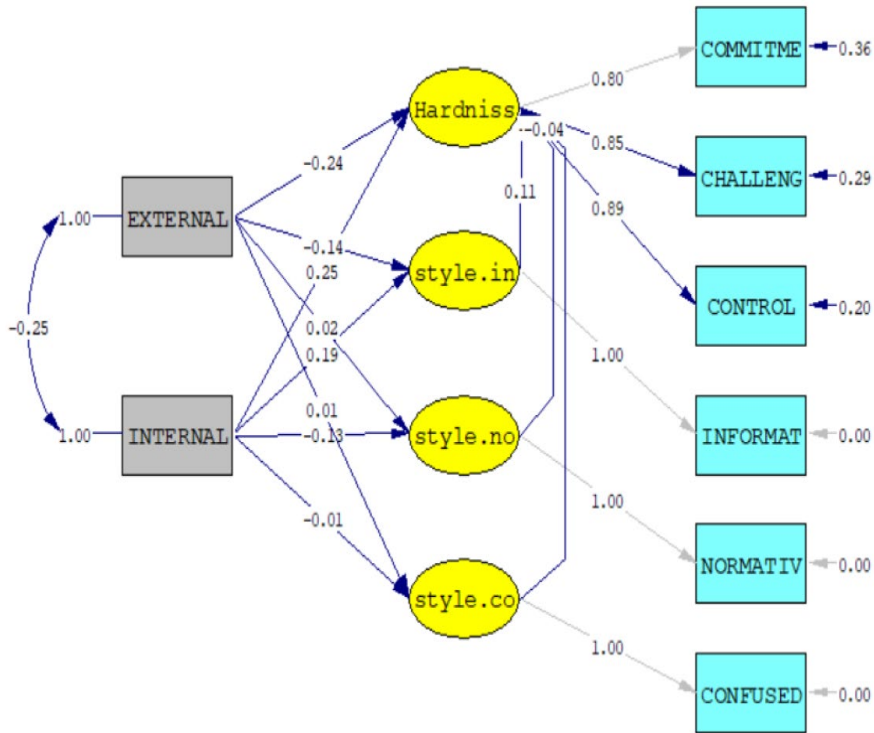 COMMITME
0.36
0.80
Hardniss
-0.04
0.85
-0.24
CHALLENG
0.29
0.11
0.89
1.00
EXTERNAL
-0.14
style.in
0.25
CONTROL
0.20
-0.25
0.02
0.19
1.00
0.01
1.00
INTERNAL
-0.13
style.no
INFORMAT
0.00
1.00
-0.01
NORMATIV
0.00
style.co
1.00
CONFUSED
0.00